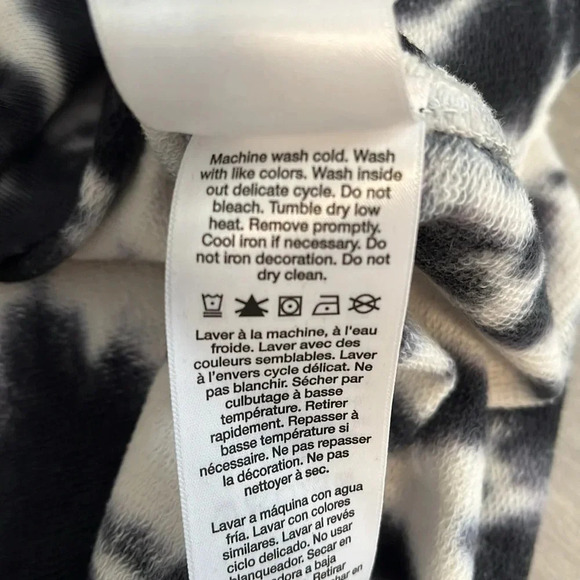 Machine wash cold. Wash
with like colors. Wash inside
out delicate cycle. Do not
bleach. Tumble dry low
heat. Remove promptly.
Cool iron if necessary. Do
not iron decoration. Do not
dry clean.
Laver à la machine, à l'eau
froide. Laver avec des
couleurs semblables. Laver
à l'envers cycle délicat. Ne
pas blanchir. Sécher par
culbutage à basse
température. Retirer
rapidement. Repasser à
basse température si
nécessaire. Ne pas repasser
la décoration. Ne pas
nettoyer à sec.
Lavar a máquina con agua
fría. Lavar con colores
similares. Lavar al revés
ciclo delicado. No usar
blanqueador. Secar en
a baja
Retirar